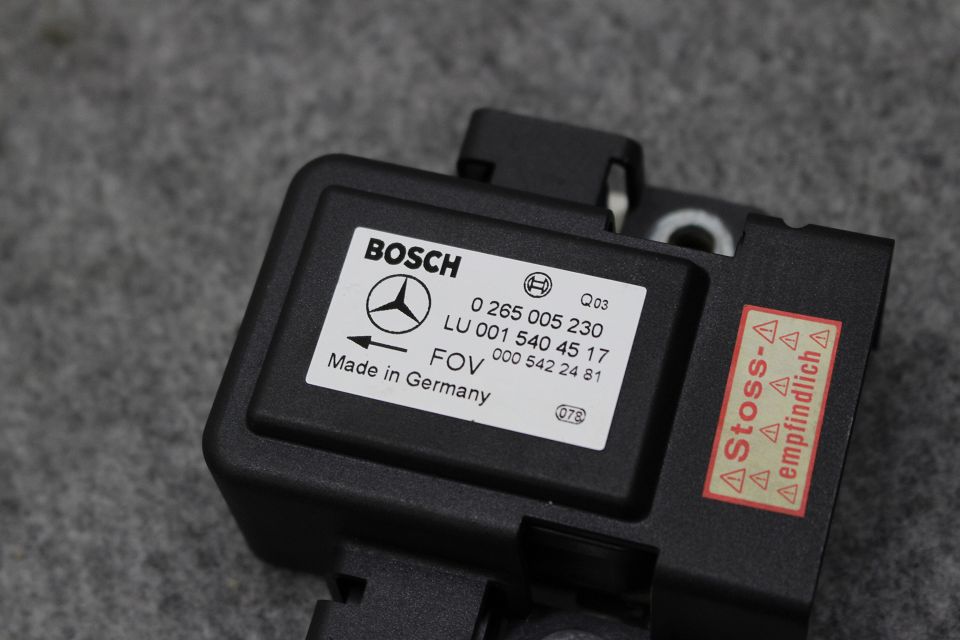 BOSCH
Q03
0 265 005 230
LU 001 540 45 17
FOV 000 542 24 81
Made in Germany
078
Stoss-
empfindlich